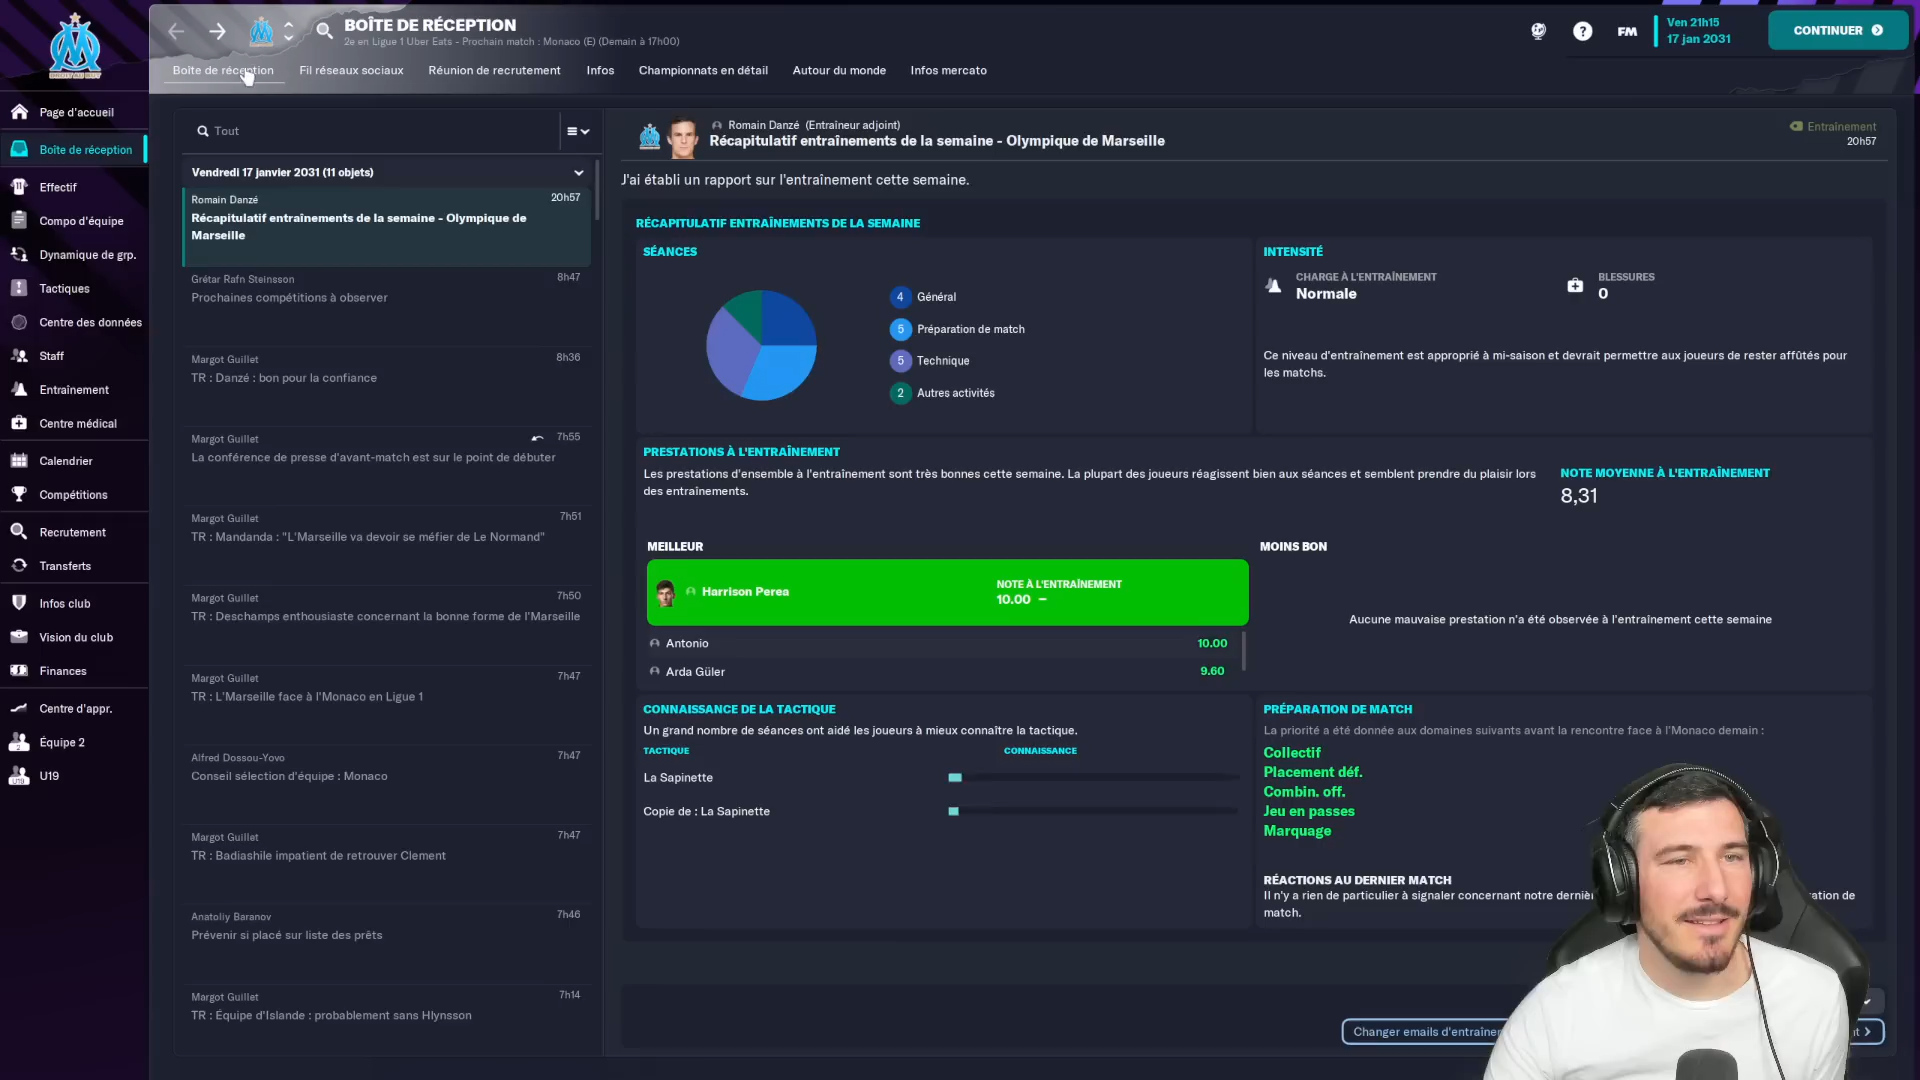 BOÎTE DE RÉCEPTION
2e en Ligue 1 Uber Eats - Prochain match : Monaco (E) (Demain à 17h00)
FM
Ven 21h15
17 jan 2031
CONTINUER
Boîte de réception
Fil réseaux sociaux
Réunion de recrutement
Infos
Championnats en détail
Autour du monde
Infos mercato
Page d'accueil
Boîte de réception
Effectif
Compo d'équipe
Dynamique de grp.
Tactiques
Centre des données
Staff
Entraînement
Centre médical
Calendrier
Compétitions
Recrutement
Transferts
Infos club
Vision du club
Finances
Centre d'appr.
Équipe 2
U19
Tout
Vendredi 17 janvier 2031 (11 objets)
Romain Danzé 20h57
Récapitulatif entraînements de la semaine - Olympique de
Marseille
Grétar Rafn Steinsson 8h47
Prochaines compétitions à observer
Margot Guillet 8h36
TR : Danzé : bon pour la confiance
Margot Guillet 7h55
La conférence de presse d'avant-match est sur le point de débuter
Margot Guillet 7h51
TR : Mandanda : "L'Marseille va devoir se méfier de Le Normand"
Margot Guillet 7h50
TR : Deschamps enthousiaste concernant la bonne forme de l'Marseille
Margot Guillet 7h47
TR : L'Marseille face à l'Monaco en Ligue 1
Alfred Dossou-Yovo 7h47
Conseil sélection d'équipe : Monaco
Margot Guillet 7h47
TR : Badiashile impatient de retrouver Clement
Anatoliy Baranov 7h46
Prévenir si placé sur liste des prêts
Margot Guillet 7h14
TR : Équipe d'Islande : probablement sans Hlynsson
Romain Danzé (Entraîneur adjoint)
Récapitulatif entraînements de la semaine - Olympique de Marseille
Entraînement
20h57
J'ai établi un rapport sur l'entraînement cette semaine.
RÉCAPITULATIF ENTRAÎNEMENTS DE LA SEMAINE
SÉANCES
4 Général
5 Préparation de match
5 Technique
2 Autres activités
INTENSITÉ
CHARGE À L'ENTRAÎNEMENT
Normale
BLESSURES
0
Ce niveau d'entraînement est approprié à mi-saison et devrait permettre aux joueurs de rester affûtés pour
les matchs.
PRESTATIONS À L'ENTRAÎNEMENT
Les prestations d'ensemble à l'entraînement sont très bonnes cette semaine. La plupart des joueurs réagissent bien aux séances et semblent prendre du plaisir lors
des entraînements.
NOTE MOYENNE À L'ENTRAÎNEMENT
8,31
MEILLEUR
Harrison Perea
NOTE À L'ENTRAÎNEMENT
10.00 –
Antonio 10.00
Arda Güler 9.60
MOINS BON
Aucune mauvaise prestation n'a été observée à l'entraînement cette semaine
CONNAISSANCE DE LA TACTIQUE
Un grand nombre de séances ont aidé les joueurs à mieux connaître la tactique.
TACTIQUE CONNAISSANCE
La Sapinette
Copie de : La Sapinette
PRÉPARATION DE MATCH
La priorité a été donnée aux domaines suivants avant la rencontre face à l'Monaco demain :
Collectif
Placement déf.
Combin. off.
Jeu en passes
Marquage
RÉACTIONS AU DERNIER MATCH
Il n'y a rien de particulier à signaler concernant notre ration de
match.
Changer emails